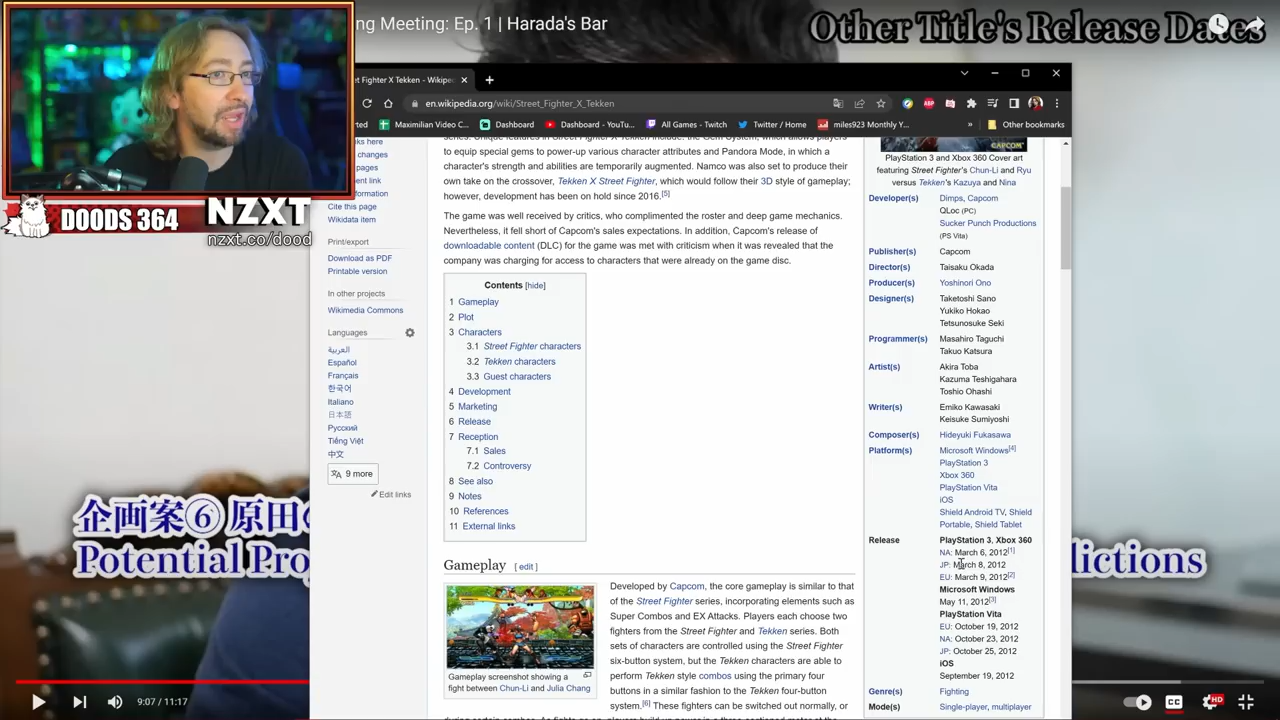 ng Meeting: Ep. 1 | Harada's Bar
Other Title's Release Dates
et Fighter X Tekken - Wikipe
en.wikipedia.org/wiki/Street_Fighter_X_Tekken
ABP
rted
Maximilian Video C...
Dashboard
Dashboard - YouTu...
All Games - Twitch
Twitter / Home
miles923 Monthly Y...
»
Other bookmarks
DOODS 364
NZXT
nzxt.co/dood
links here
changes
pages
ent link
formation
Cite this page
Wikidata item
Print/export
Download as PDF
Printable version
In other projects
Wikimedia Commons
Languages
العربية
Español
Français
한국어
Italiano
日本語
Русский
Tiếng Việt
中文
9 more
Edit links
to equip special gems to power-up various character attributes and Pandora Mode, in which a
character's strength and abilities are temporarily augmented. Namco was also set to produce their
own take on the crossover, Tekken X Street Fighter, which would follow their 3D style of gameplay;
however, development has been on hold since 2016.[5]
The game was well received by critics, who complimented the roster and deep game mechanics.
Nevertheless, it fell short of Capcom's sales expectations. In addition, Capcom's release of
downloadable content (DLC) for the game was met with criticism when it was revealed that the
company was charging for access to characters that were already on the game disc.
Contents [hide]
1 Gameplay
2 Plot
3 Characters
3.1 Street Fighter characters
3.2 Tekken characters
3.3 Guest characters
4 Development
5 Marketing
6 Release
7 Reception
7.1 Sales
7.2 Controversy
8 See also
9 Notes
10 References
11 External links
Gameplay [ edit ]
Gameplay screenshot showing a
fight between Chun-Li and Julia Chang
Developed by Capcom, the core gameplay is similar to that
of the Street Fighter series, incorporating elements such as
Super Combos and EX Attacks. Players each choose two
fighters from the Street Fighter and Tekken series. Both
sets of characters are controlled using the Street Fighter
six-button system, but the Tekken characters are able to
perform Tekken style combos using the primary four
buttons in a similar fashion to the Tekken four-button
system.[6] These fighters can be switched out normally, or
CAPCOM
PlayStation 3 and Xbox 360 Cover art
featuring Street Fighter's Chun-Li and Ryu
versus Tekken's Kazuya and Nina
Developer(s) Dimps, Capcom
QLoc (PC)
Sucker Punch Productions
(PS Vita)
Publisher(s) Capcom
Director(s) Taisaku Okada
Producer(s) Yoshinori Ono
Designer(s) Taketoshi Sano
Yukiko Hokao
Tetsunosuke Seki
Programmer(s) Masahiro Taguchi
Takuo Katsura
Artist(s) Akira Toba
Kazuma Teshigahara
Toshio Ohashi
Writer(s) Emiko Kawasaki
Keisuke Sumiyoshi
Composer(s) Hideyuki Fukasawa
Platform(s) Microsoft Windows[4]
PlayStation 3
Xbox 360
PlayStation Vita
iOS
Shield Android TV, Shield
Portable, Shield Tablet
Release PlayStation 3, Xbox 360
NA: March 6, 2012[1]
JP: March 8, 2012
EU: March 9, 2012[2]
Microsoft Windows
May 11, 2012[3]
PlayStation Vita
EU: October 19, 2012
NA: October 23, 2012
JP: October 25, 2012
iOS
September 19, 2012
Genre(s) Fighting
Mode(s) Single-player, multiplayer
企画案⑥ 原田の
Potential Pro
dictions
9:07 / 11:17
CC
HD